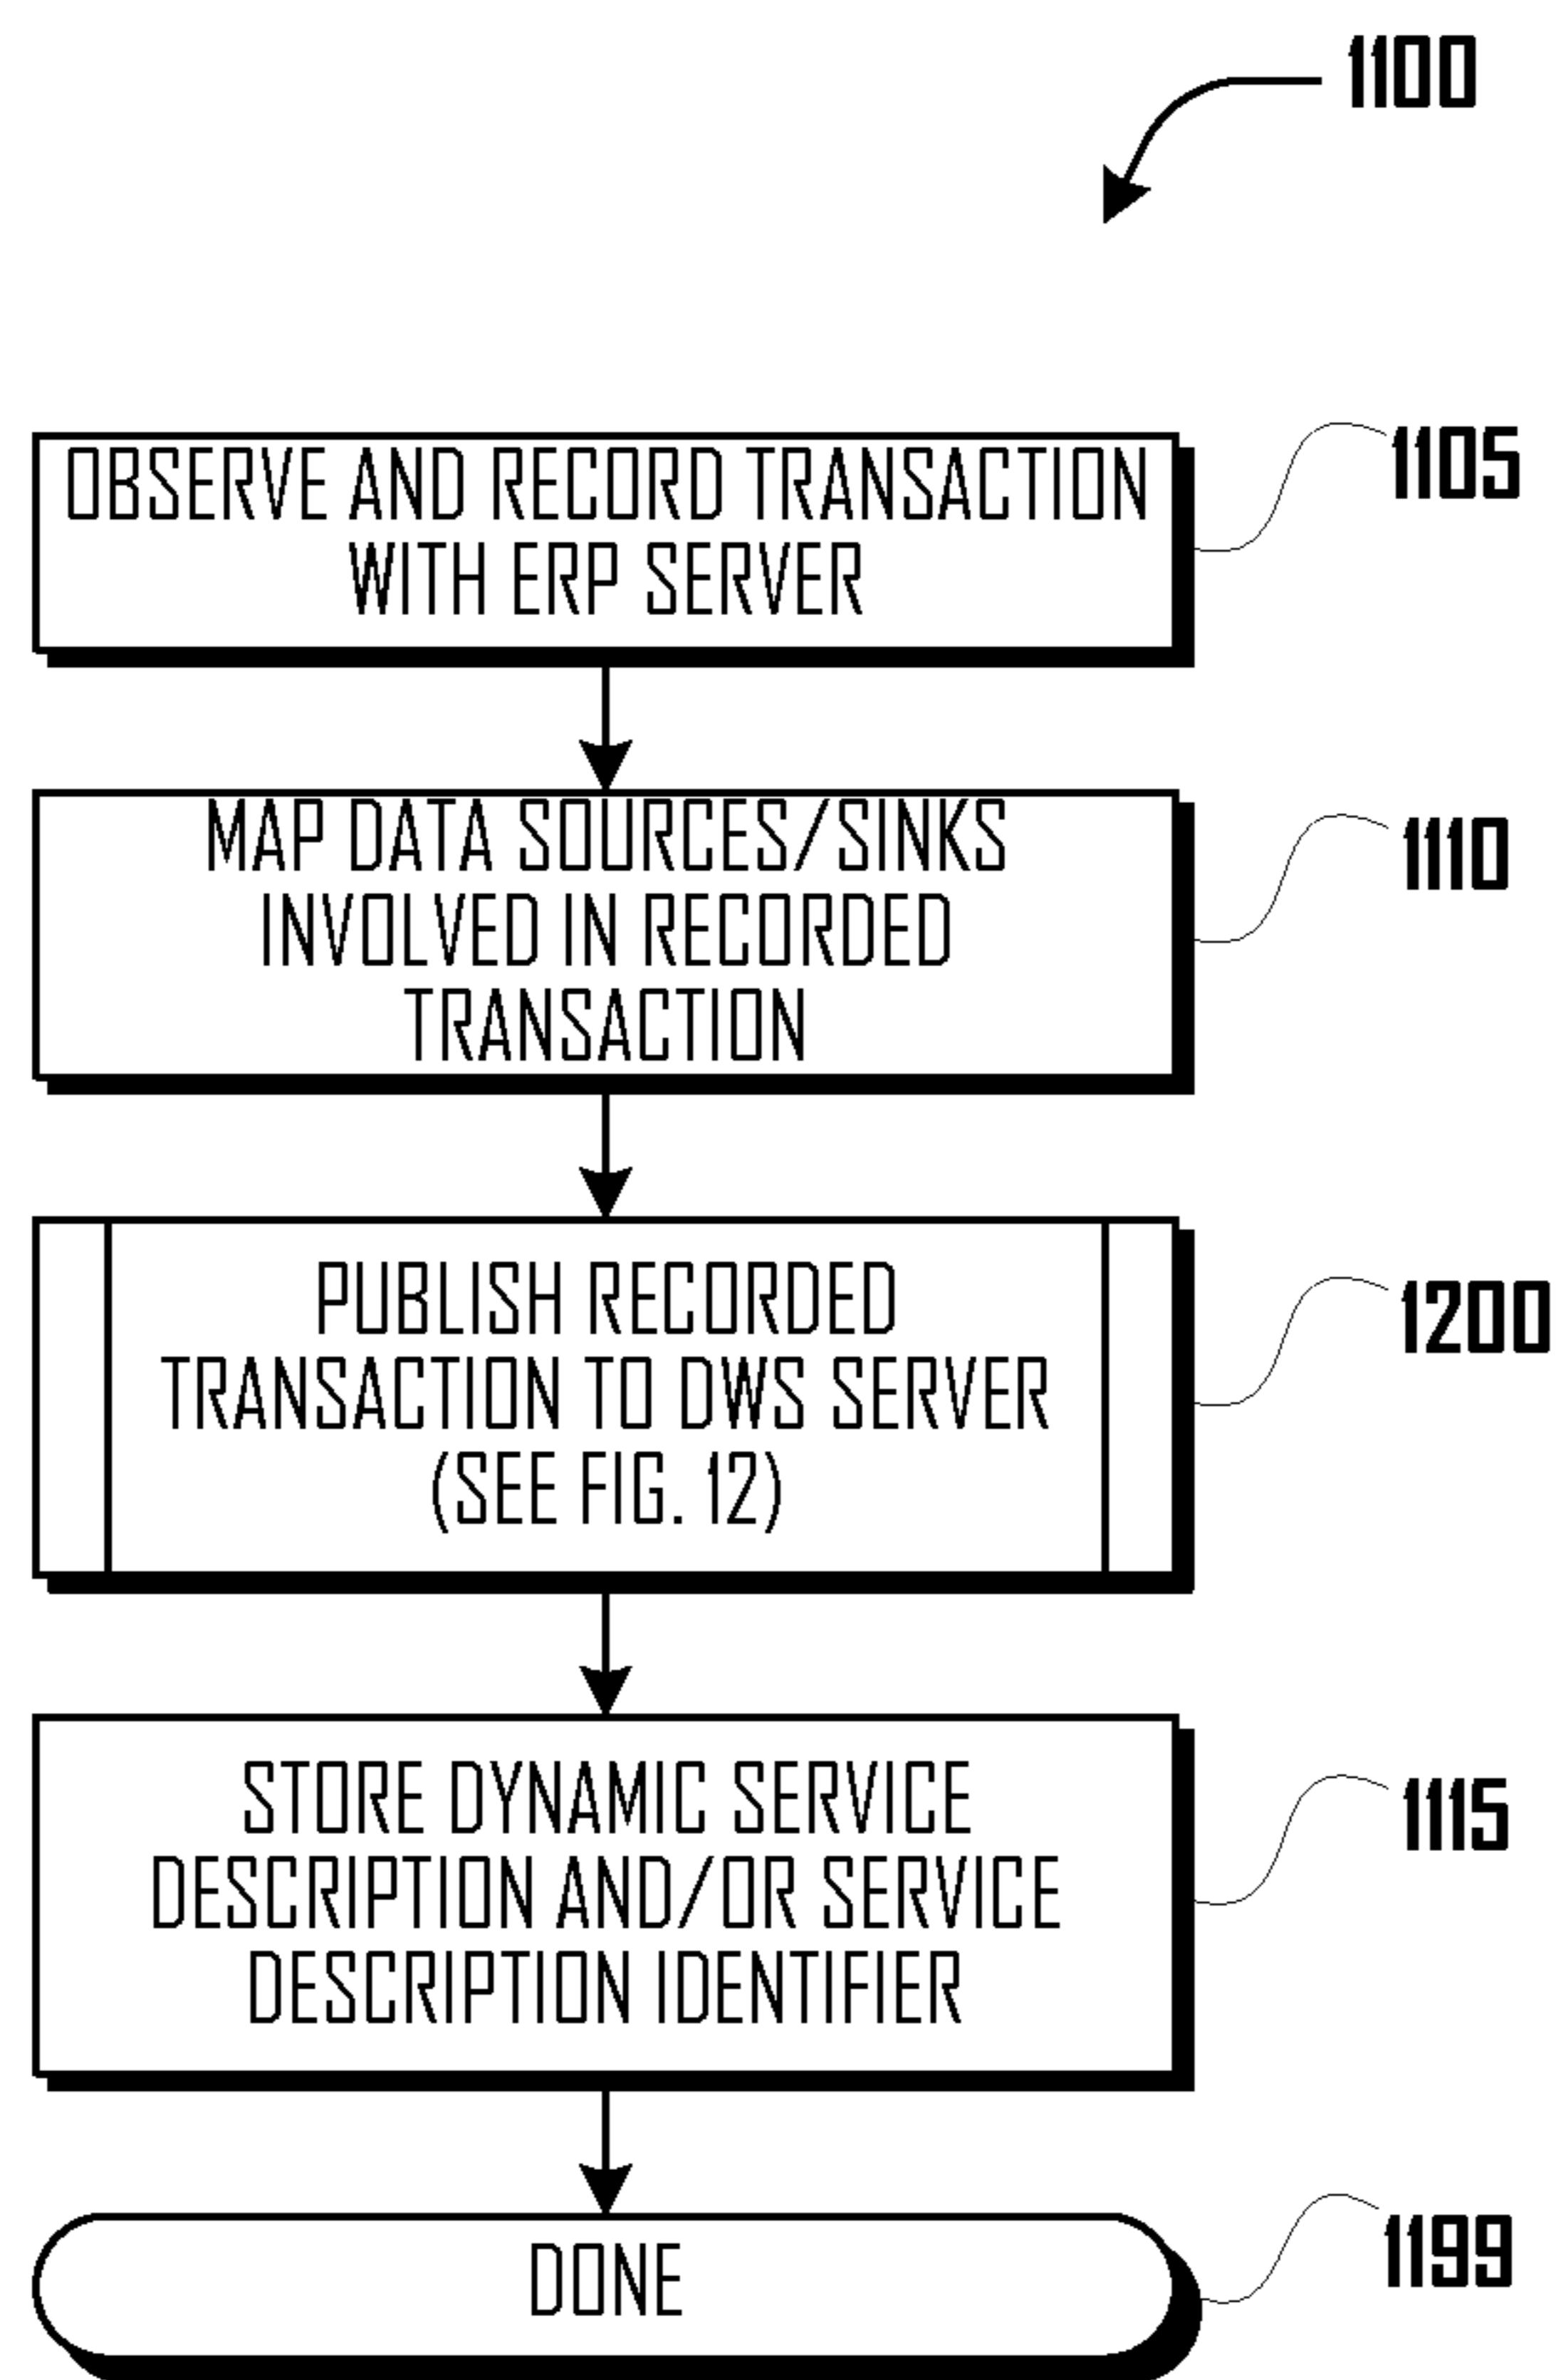 1100
OBSERVE AND RECORD TRANSACTION
WITH ERP SERVER
1105
MAP DATA SOURCES/SINKS
INVOLVED IN RECORDED
TRANSACTION
1110
PUBLISH RECORDED
TRANSACTION TO DWS SERVER
(SEE FIG. 12)
1200
STORE DYNAMIC SERVICE
DESCRIPTION AND/OR SERVICE
DESCRIPTION IDENTIFIER
1115
DONE
1199